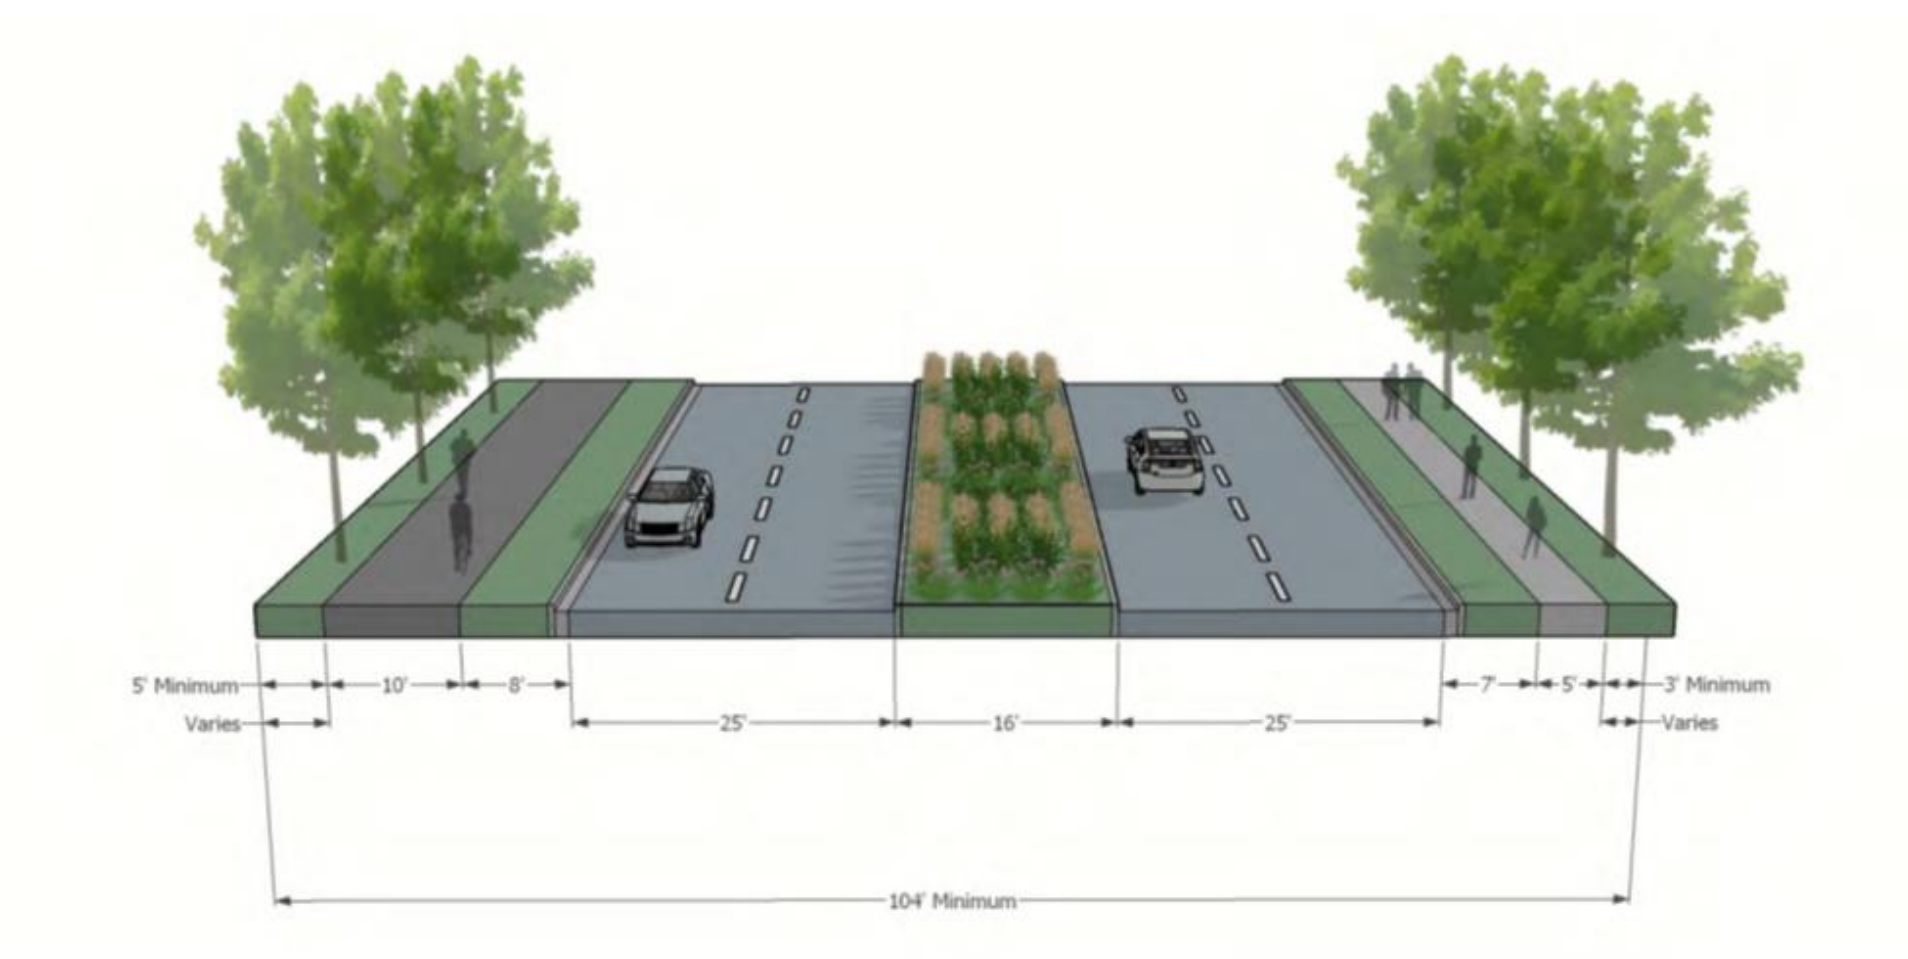 5' Minimum 10' 8' 7' 5' 3' Minimum
Varies 25' 16' 25' Varies
104' Minimum